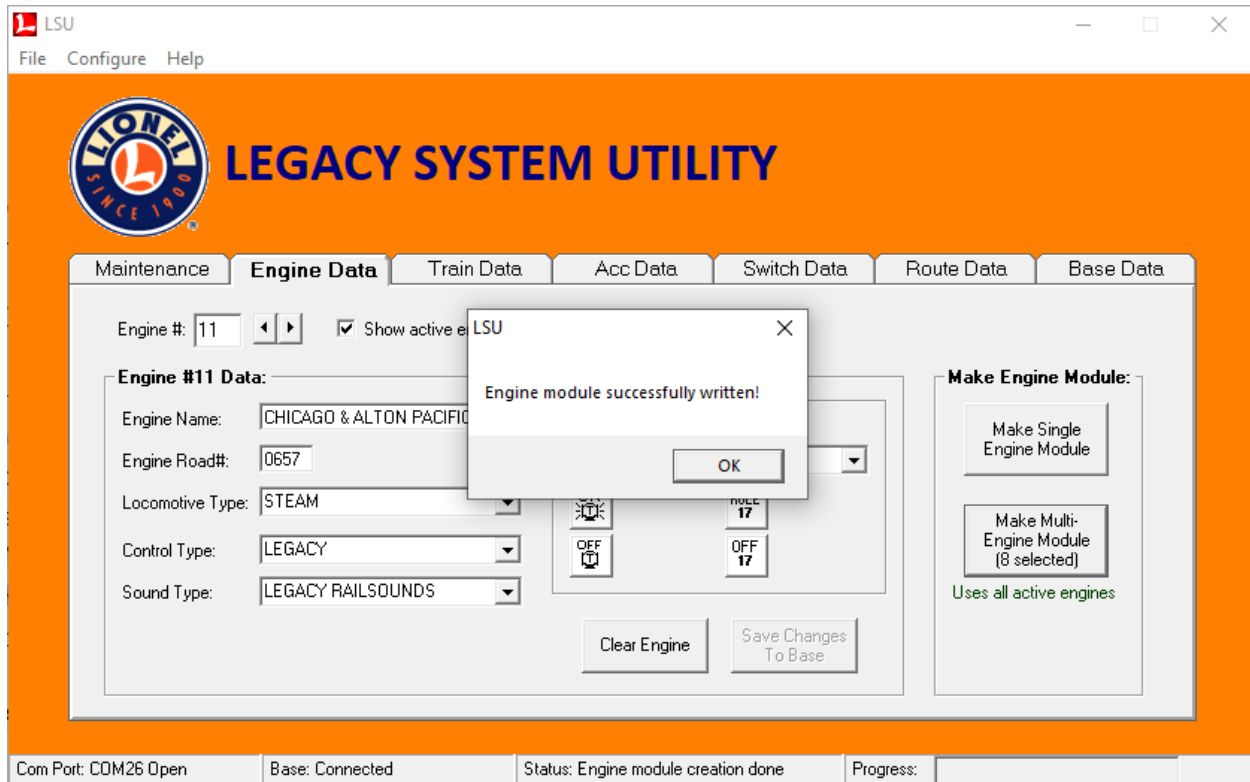 LSU
File Configure Help
LIONEL
L
SINCE 1900
®
LEGACY SYSTEM UTILITY
Maintenance Engine Data Train Data Acc Data Switch Data Route Data Base Data
Engine #: 11 Show active e
LSU
Engine module successfully written!
OK
Engine #11 Data:
Engine Name: CHICAGO & ALTON PACIFIC
Engine Road#: 0657
Locomotive Type: STEAM
Control Type: LEGACY
Sound Type: LEGACY RAILSOUNDS
T
17
OFF
T
OFF
17
Clear Engine
Save Changes
To Base
Make Engine Module:
Make Single
Engine Module
Make Multi-
Engine Module
(8 selected)
Uses all active engines
Com Port: COM26 Open Base: Connected Status: Engine module creation done Progress: